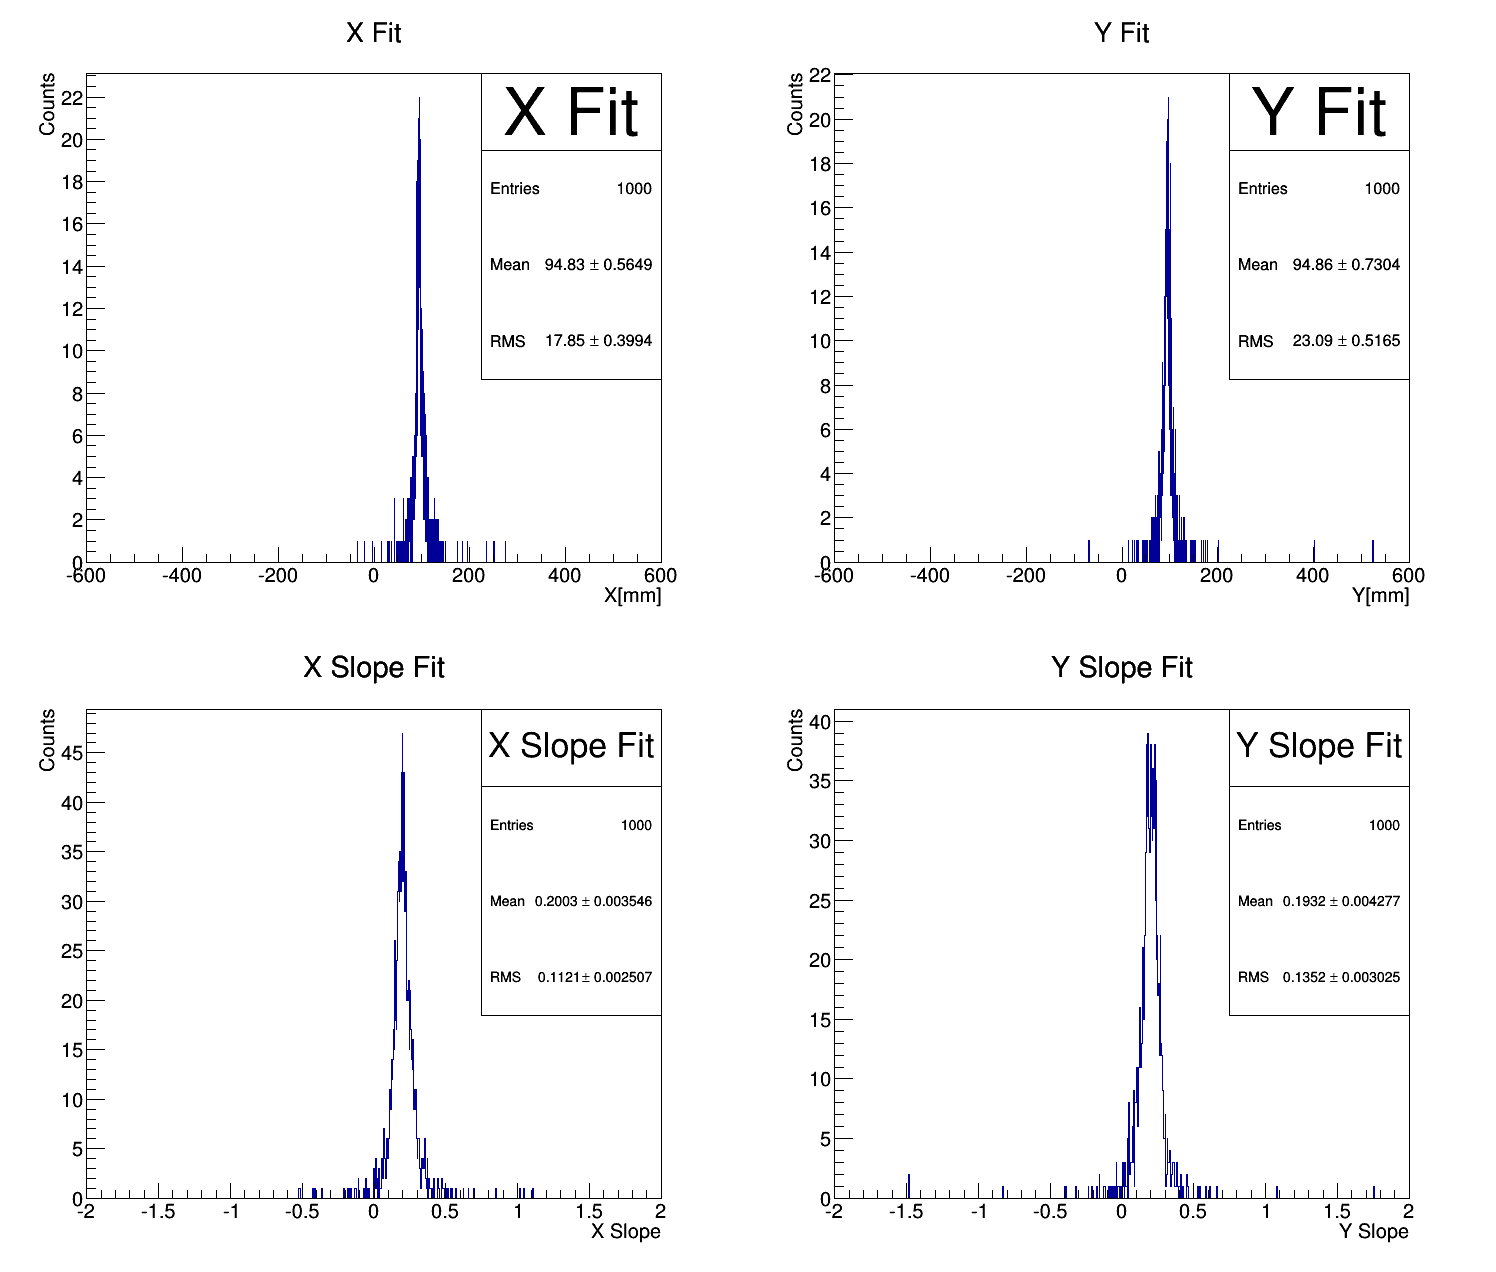 X Fit
Counts
22
20
18
16
14
12
10
8
6
4
2
0
-600 -400 -200 0 200 400 600
X[mm]
X Fit
Entries 1000
Mean 94.83 ± 0.5649
RMS 17.85 ± 0.3994
Y Fit
Counts
22
20
18
16
14
12
10
8
6
4
2
0
-600 -400 -200 0 200 400 600
Y[mm]
Y Fit
Entries 1000
Mean 94.86 ± 0.7304
RMS 23.09 ± 0.5165
X Slope Fit
Counts
45
40
35
30
25
20
15
10
5
0
-2 -1.5 -1 -0.5 0 0.5 1 1.5 2
X Slope
X Slope Fit
Entries 1000
Mean 0.2003 ± 0.003546
RMS 0.1121 ± 0.002507
Y Slope Fit
Counts
40
35
30
25
20
15
10
5
0
-2 -1.5 -1 -0.5 0 0.5 1 1.5 2
Y Slope
Y Slope Fit
Entries 1000
Mean 0.1932 ± 0.004277
RMS 0.1352 ± 0.003025